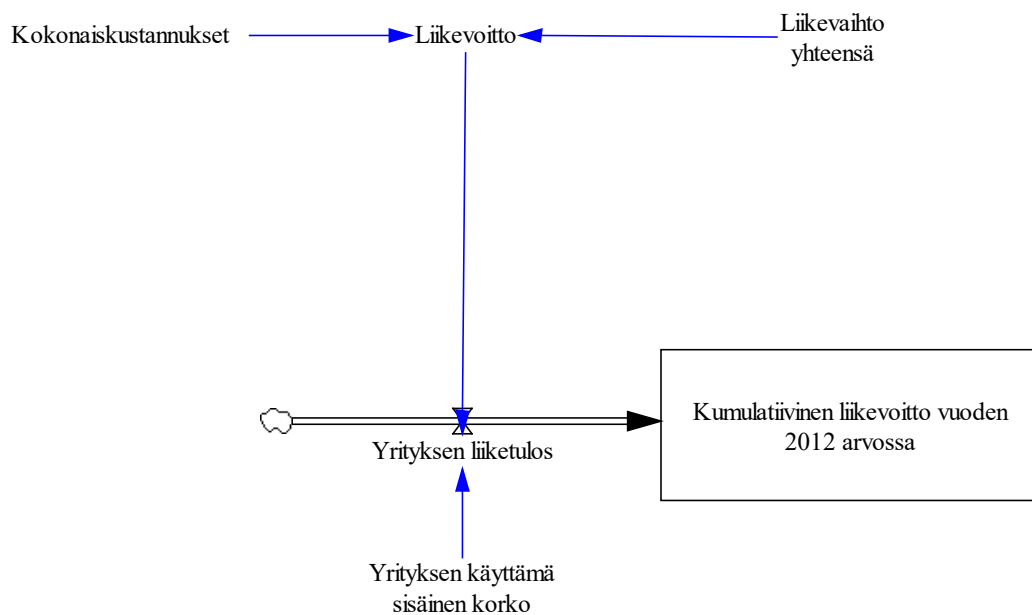 Kokonaiskustannukset
Liikevoitto
Liikevaihto
yhteensä
Kumulatiivinen liikevoitto vuoden
2012 arvossa
Yrityksen liiketulos
Yrityksen käyttämä
sisäinen korko